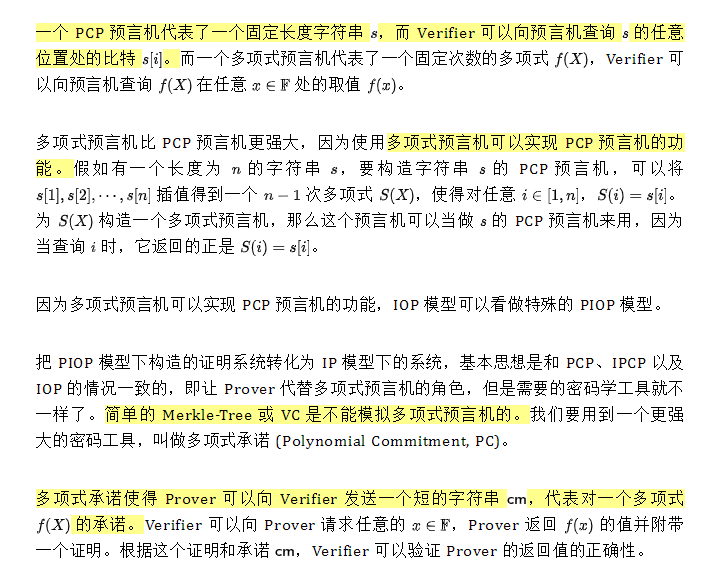 一个 PCP 预言机代表了一个固定长度字符串 s，而 Verifier 可以向预言机查询 s 的任意
位置处的比特 s[i]。而一个多项式预言机代表了一个固定次数的多项式 f(X)，Verifier 可
以向预言机查询 f(X) 在任意 x ∈ 𝔽 处的取值 f(x)。
多项式预言机比 PCP 预言机更强大，因为使用多项式预言机可以实现 PCP 预言机的功
能。假如有一个长度为 n 的字符串 s，要构造字符串 s 的 PCP 预言机，可以将
s[1], s[2], ⋯, s[n] 插值得到一个 n − 1 次多项式 S(X)，使得对任意 i ∈ [1, n]，S(i) = s[i]。
为 S(X) 构造一个多项式预言机，那么这个预言机可以当做 s 的 PCP 预言机来用，因为
当查询 i 时，它返回的正是 S(i) = s[i]。
因为多项式预言机可以实现 PCP 预言机的功能，IOP 模型可以看做特殊的 PIOP 模型。
把 PIOP 模型下构造的证明系统转化为 IP 模型下的系统，基本思想是和 PCP、IPCP 以及
IOP 的情况一致的，即让 Prover 代替多项式预言机的角色，但是需要的密码学工具就不
一样了。简单的 Merkle-Tree 或 VC 是不能模拟多项式预言机的。我们要用到一个更强
大的密码工具，叫做多项式承诺 (Polynomial Commitment, PC)。
多项式承诺使得 Prover 可以向 Verifier 发送一个短的字符串 cm，代表对一个多项式
f(X) 的承诺。Verifier 可以向 Prover 请求任意的 x ∈ 𝔽，Prover 返回 f(x) 的值并附带
一个证明。根据这个证明和承诺 cm，Verifier 可以验证 Prover 的返回值的正确性。